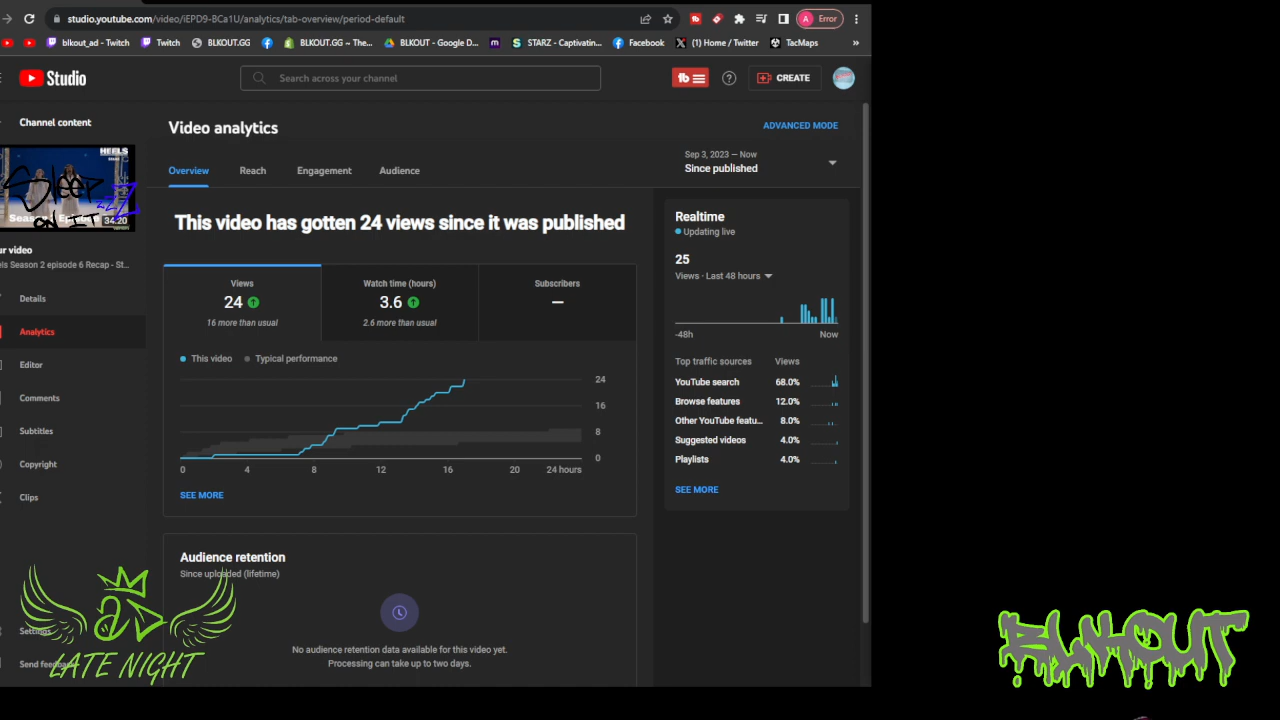 studio.youtube.com/video/iEPD9-BCa1U/analytics/tab-overview/period-default
A Error
blkout_ad - Twitch
Twitch
BLKOUT.GG
BLKOUT.GG ~ The...
BLKOUT - Google D...
STARZ - Captivatin...
Facebook
(1) Home / Twitter
TacMaps
»
Studio
Search across your channel
tb
?
CREATE
Channel content
HEELS
Sleep
zzZ
on IT
34:20
ur video
els Season 2 episode 6 Recap - St...
Details
Analytics
Editor
Comments
Subtitles
Copyright
Clips
Settings
Send feedback
Video analytics
ADVANCED MODE
Overview
Reach
Engagement
Audience
Sep 3, 2023 — Now
Since published
This video has gotten 24 views since it was published
Views
24
16 more than usual
Watch time (hours)
3.6
2.6 more than usual
Subscribers
—
This video
Typical performance
24
16
8
0
0 4 8 12 16 20 24 hours
SEE MORE
Audience retention
Since uploaded (lifetime)
No audience retention data available for this video yet.
Processing can take up to two days.
Realtime
Updating live
25
Views · Last 48 hours
-48h Now
Top traffic sources Views
YouTube search 68.0%
Browse features 12.0%
Other YouTube featu... 8.0%
Suggested videos 4.0%
Playlists 4.0%
SEE MORE
LATE NIGHT
BLKOUT